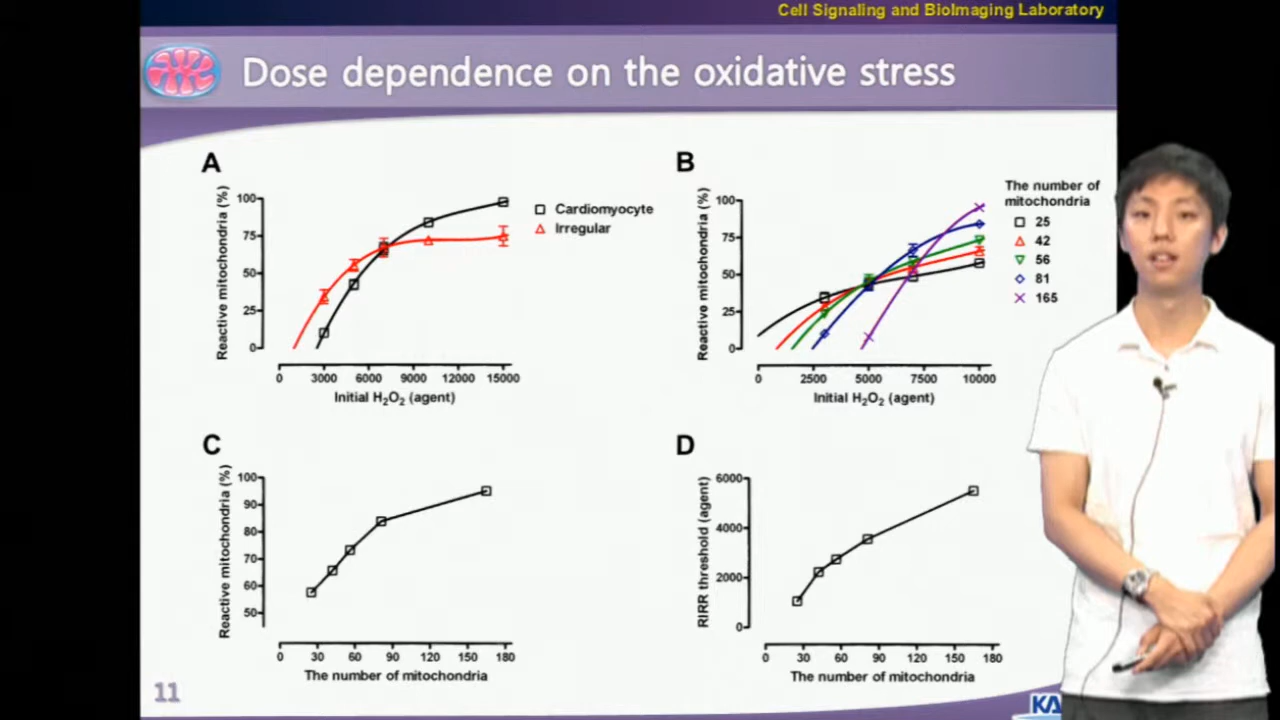 Cell Signaling and BioImaging Laboratory
Dose dependence on the oxidative stress
A
Reactive mitochondria (%)
100
75
50
25
0
0 3000 6000 9000 12000 15000
Initial H₂O₂ (agent)
Cardiomyocyte
Irregular
B
Reactive mitochondria (%)
100
75
50
25
0
0 2500 5000 7500 10000
Initial H₂O₂ (agent)
The number of
mitochondria
25
42
56
81
165
C
Reactive mitochondria (%)
100
90
80
70
60
50
0 30 60 90 120 150 180
The number of mitochondria
D
RIRR threshold (agent)
6000
4000
2000
0
0 30 60 90 120 150 180
The number of mitochondria
11
KA